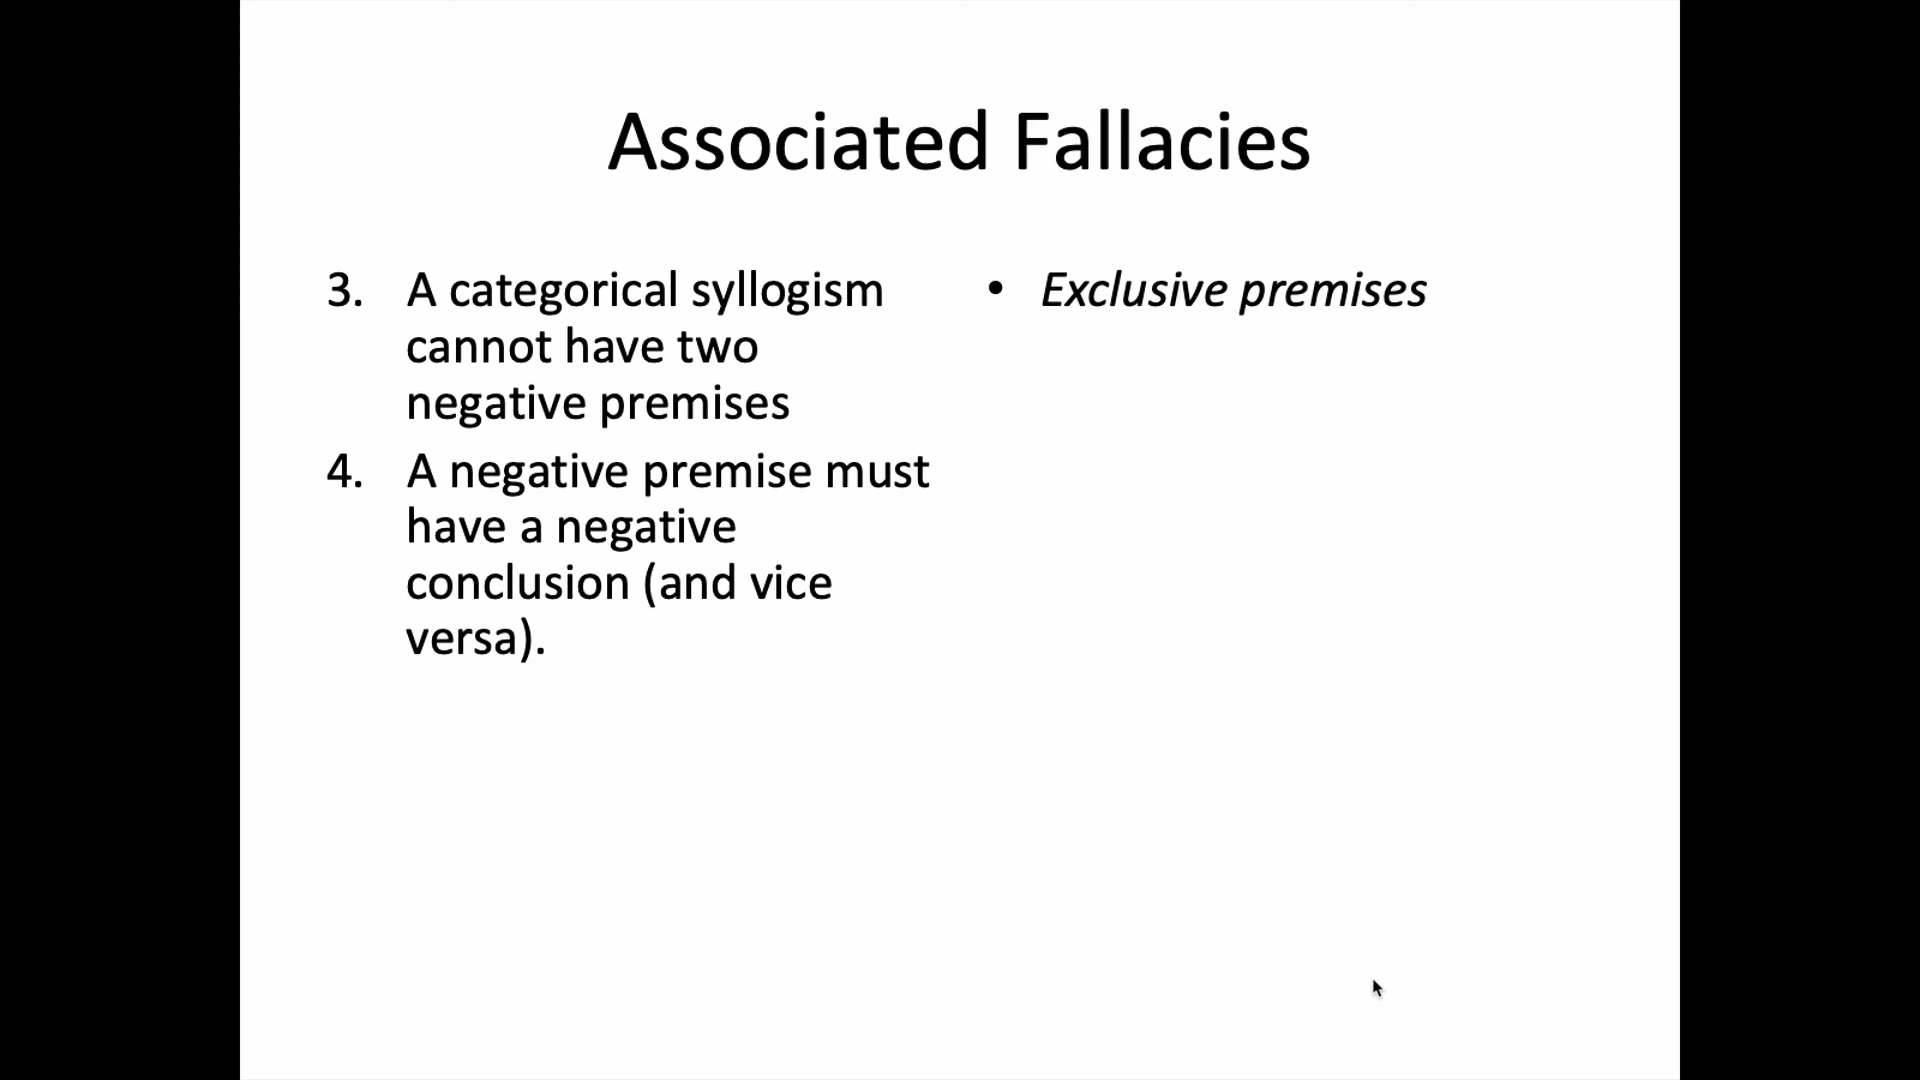 Associated Fallacies
3. A categorical syllogism
cannot have two
negative premises
4. A negative premise must
have a negative
conclusion (and vice
versa).
• Exclusive premises